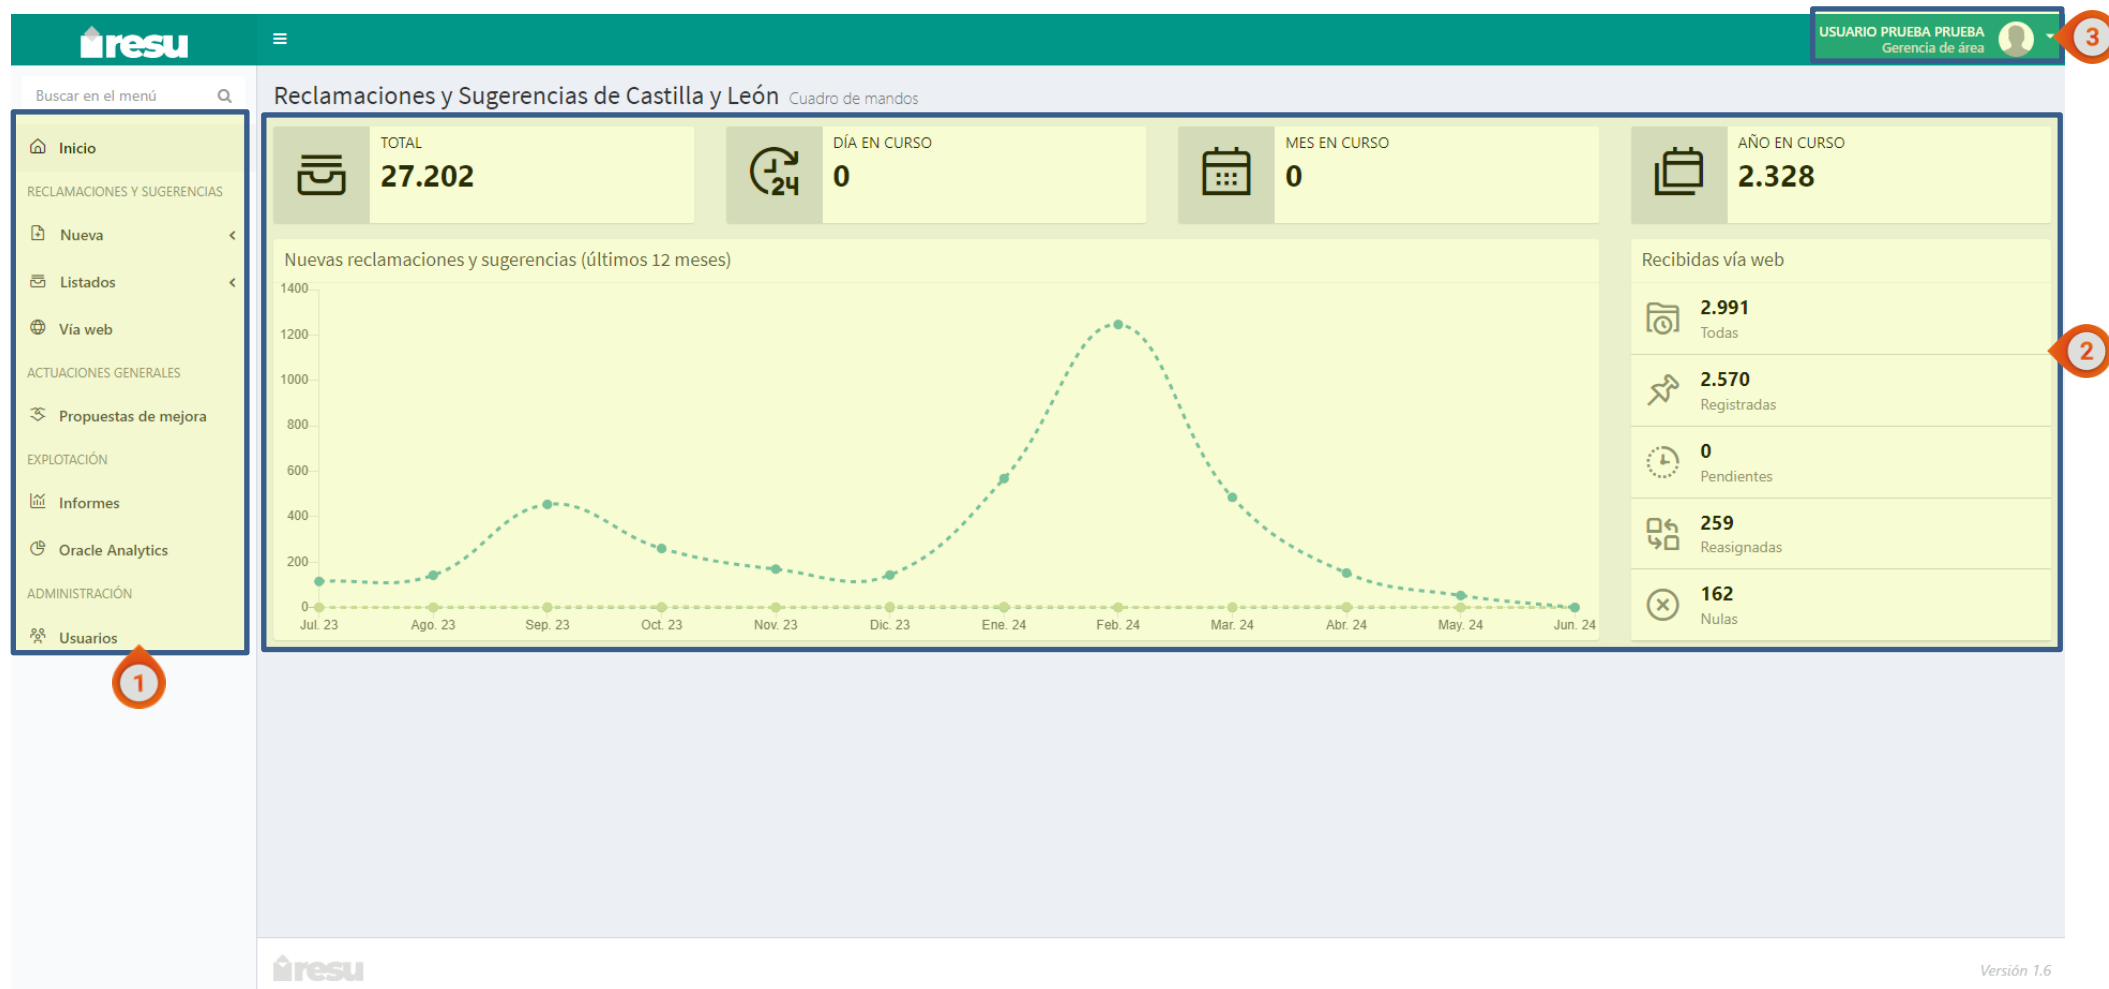 resu
USUARIO PRUEBA PRUEBA
Gerencia de área
3
Buscar en el menú
Reclamaciones y Sugerencias de Castilla y León Cuadro de mandos
Inicio
RECLAMACIONES Y SUGERENCIAS
Nueva
Listados
Vía web
ACTUACIONES GENERALES
Propuestas de mejora
EXPLOTACIÓN
Informes
Oracle Analytics
ADMINISTRACIÓN
Usuarios
1
TOTAL
27.202
24
DÍA EN CURSO
0
MES EN CURSO
0
AÑO EN CURSO
2.328
Nuevas reclamaciones y sugerencias (últimos 12 meses)
1400
1200
1000
800
600
400
200
0
Jul. 23 Ago. 23 Sep. 23 Oct. 23 Nov. 23 Dic. 23 Ene. 24 Feb. 24 Mar. 24 Abr. 24 May. 24 Jun. 24
Recibidas vía web
2.991
Todas
2.570
Registradas
0
Pendientes
259
Reasignadas
162
Nulas
2
resu
Versión 1.6